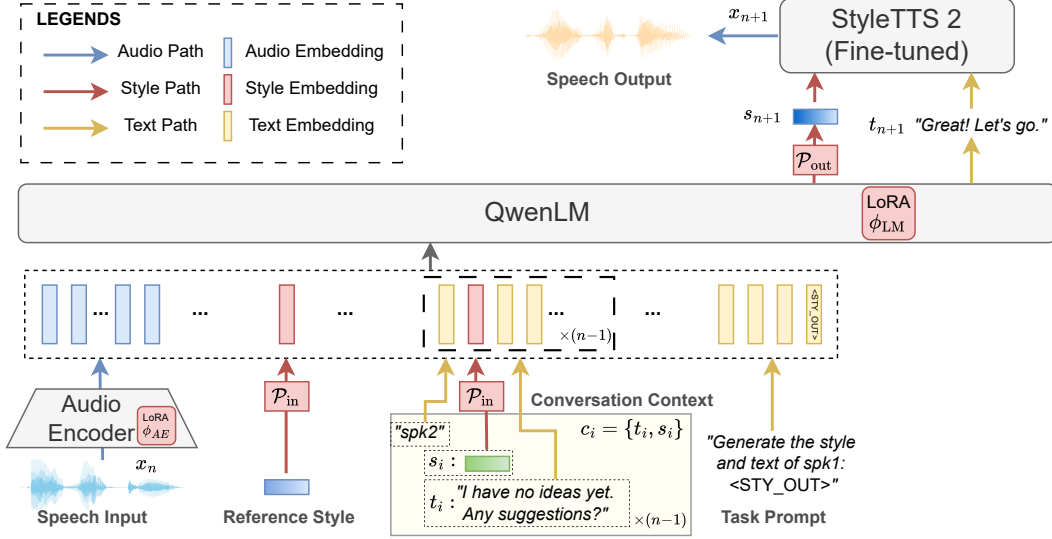 LEGENDS
Audio Path
Audio Embedding
Style Path
Style Embedding
Text Path
Text Embedding
Speech Output
x_{n+1}
StyleTTS 2
(Fine-tuned)
s_{n+1}
t_{n+1} "Great! Let's go."
P_out
QwenLM
LoRA
ϕ_LM
...
...
...
...
...
×(n−1)
<STY_OUT>
Audio
Encoder
LoRA
ϕ_AE
x_n
Speech Input
P_in
Reference Style
P_in
Conversation Context
"spk2"
c_i = {t_i, s_i}
s_i :
t_i : "I have no ideas yet.
Any suggestions?"
×(n−1)
"Generate the style
and text of spk1:
<STY_OUT>"
Task Prompt